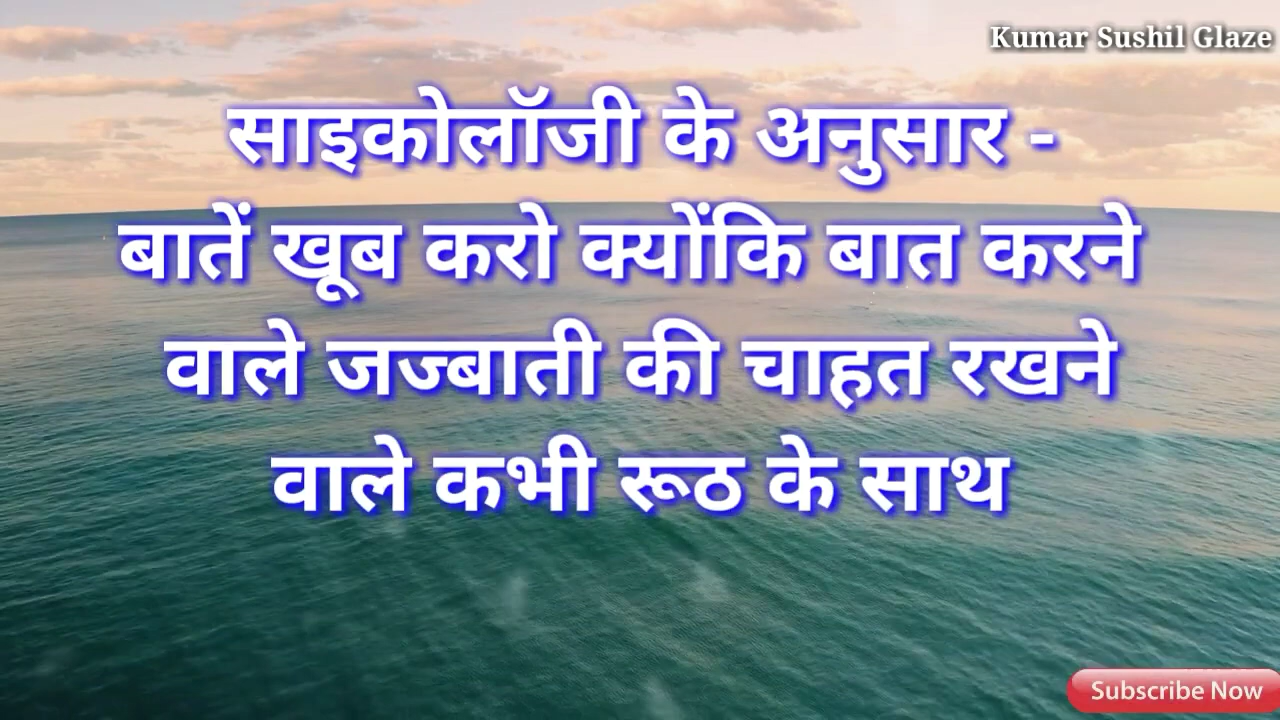 Kumar Sushil Glaze
साइकोलॉजी के अनुसार -
बातें खूब करो क्योंकि बात करने
वाले जज्बाती की चाहत रखने
वाले कभी रूठ के साथ
Subscribe Now